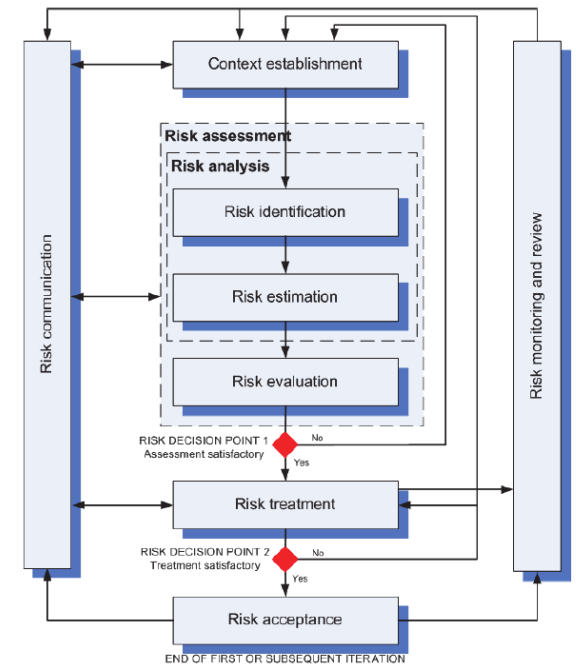 Context establishment
Risk assessment
Risk analysis
Risk identification
Risk estimation
Risk evaluation
RISK DECISION POINT 1
Assessment satisfactory
No
Yes
Risk treatment
RISK DECISION POINT 2
Treatment satisfactory
No
Yes
Risk acceptance
END OF FIRST OR SUBSEQUENT ITERATION
Risk communication
Risk monitoring and review